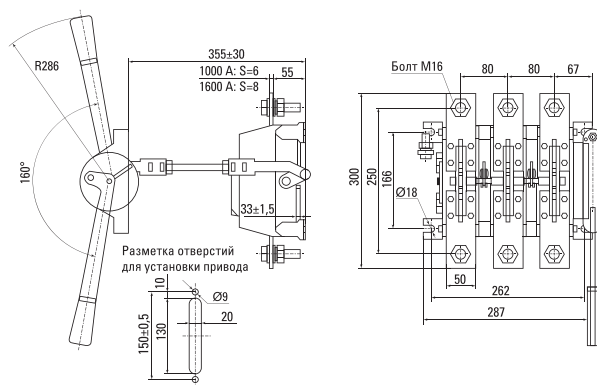 R286
160°
355±30
1000 А: S=6
1600 А: S=8
55
33±1,5
Разметка отверстий
для установки привода
10
Ø9
20
150±0,5
130
Болт М16
80
80
67
300
250
166
Ø18
50
262
287